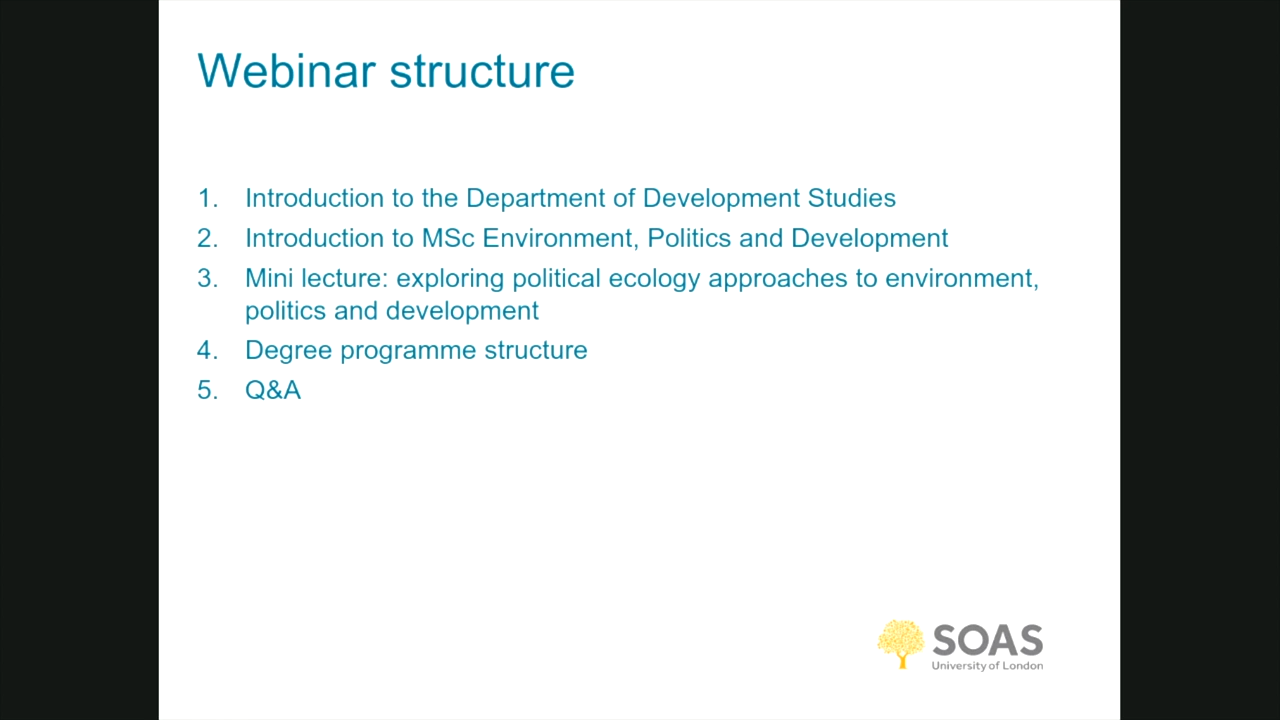 Webinar structure
1. Introduction to the Department of Development Studies
2. Introduction to MSc Environment, Politics and Development
3. Mini lecture: exploring political ecology approaches to environment,
politics and development
4. Degree programme structure
5. Q&A
SOAS
University of London